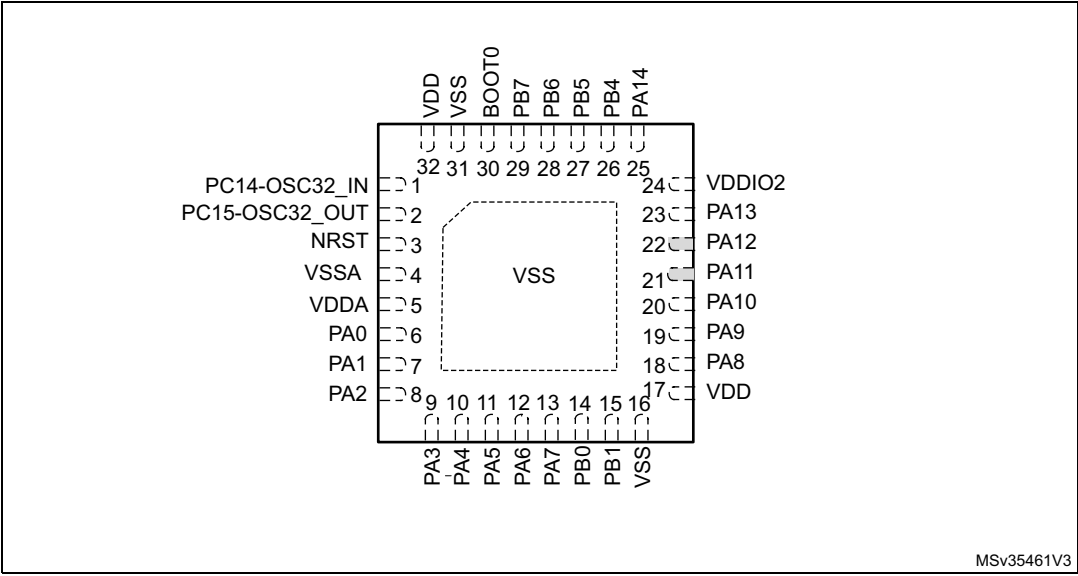 VDD
VSS
BOOT0
PB7
PB6
PB5
PB4
PA14
32 31 30 29 28 27 26 25
PC14-OSC32_IN 1
PC15-OSC32_OUT 2
NRST 3
VSSA 4
VDDA 5
PA0 6
PA1 7
PA2 8
VSS
24 VDDIO2
23 PA13
22 PA12
21 PA11
20 PA10
19 PA9
18 PA8
17 VDD
9 10 11 12 13 14 15 16
PA3
PA4
PA5
PA6
PA7
PB0
PB1
VSS
MSv35461V3